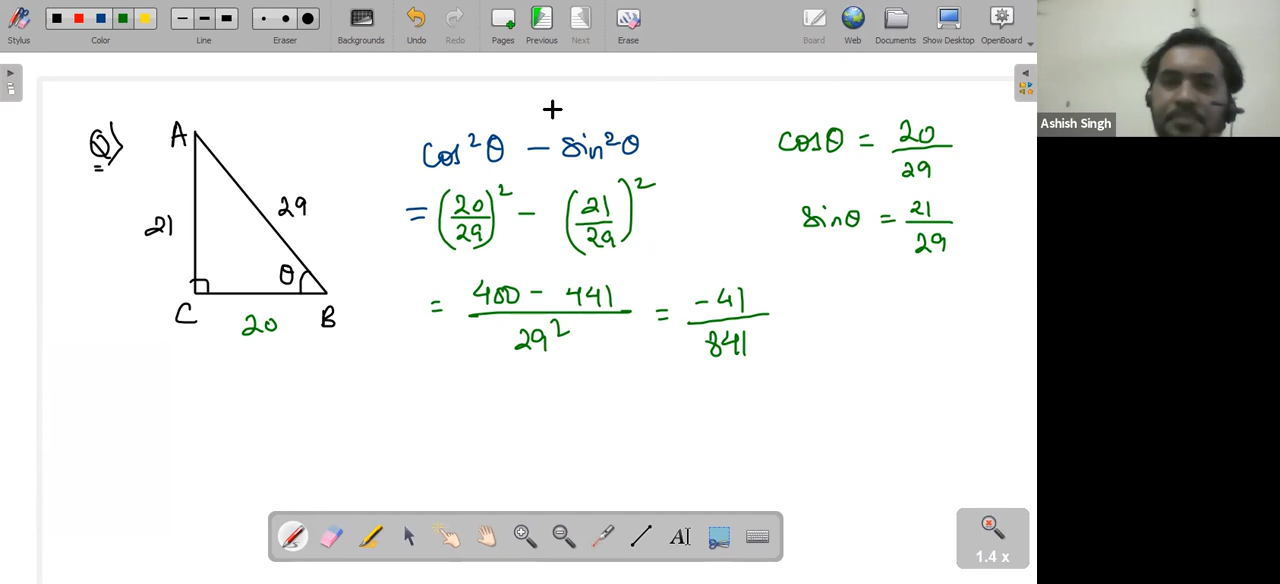 Stylus Color Line Eraser Backgrounds Undo Redo Pages Previous Next Erase Board Web Documents Show Desktop OpenBoard
Ashish Singh
Q)
A
21
29
θ
C
20
B
cos²θ − sin²θ
= (20/29)² − (21/29)²
= 400 − 441 / 29² = −41 / 841
cosθ = 20/29
sinθ = 21/29
AI
1.4 x